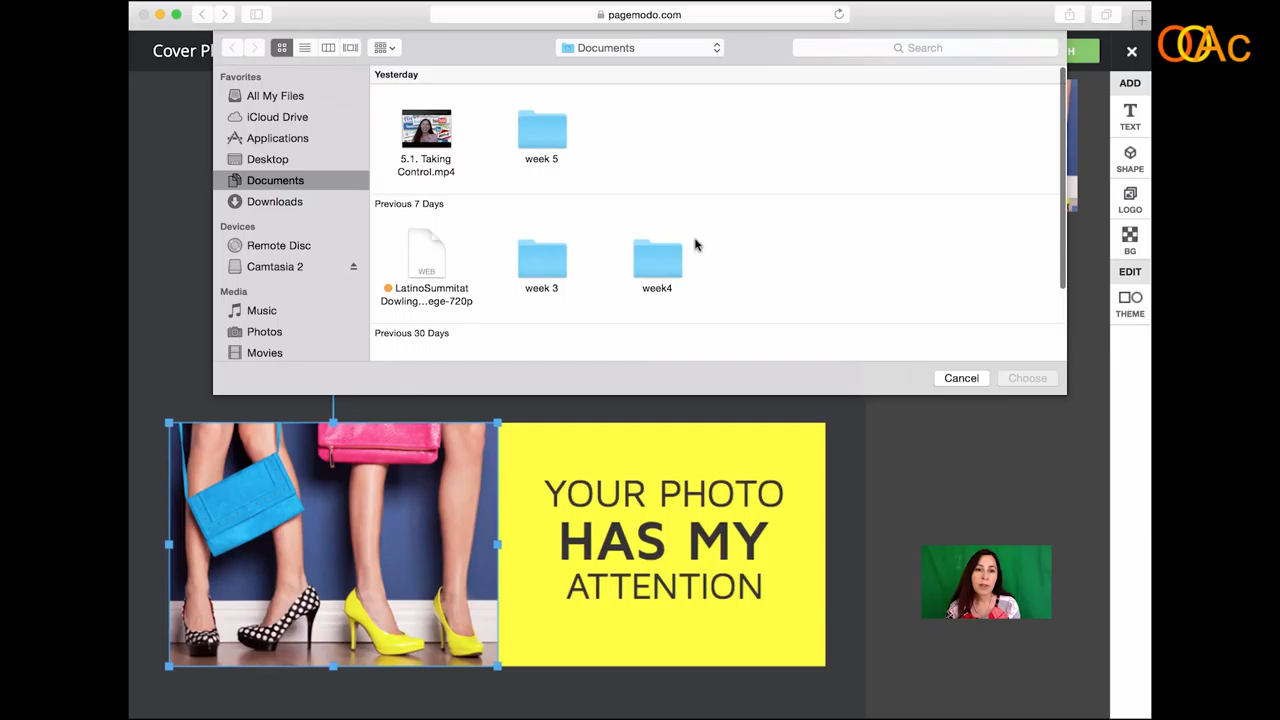 pagemodo.com
OOAc
Cover P
Documents
Search
H
Favorites
All My Files
iCloud Drive
Applications
Desktop
Documents
Downloads
Devices
Remote Disc
Camtasia 2
Media
Music
Photos
Movies
Yesterday
5.1. Taking
Control.mp4
week 5
Previous 7 Days
WEB
LatinoSummitat
Dowling...ege-720p
week 3
week4
Previous 30 Days
Cancel
Choose
ADD
TEXT
SHAPE
LOGO
BG
EDIT
THEME
YOUR PHOTO
HAS MY
ATTENTION